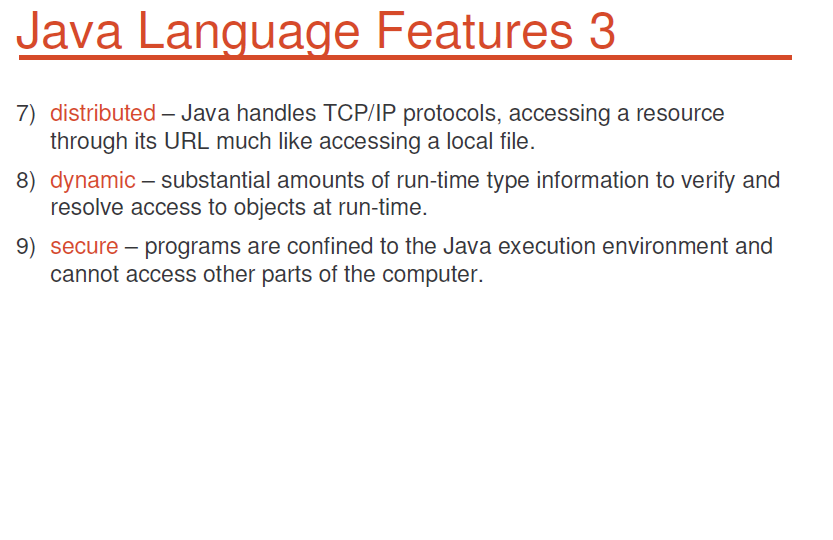 Java Language Features 3
7) distributed – Java handles TCP/IP protocols, accessing a resource
through its URL much like accessing a local file.
8) dynamic – substantial amounts of run-time type information to verify and
resolve access to objects at run-time.
9) secure – programs are confined to the Java execution environment and
cannot access other parts of the computer.